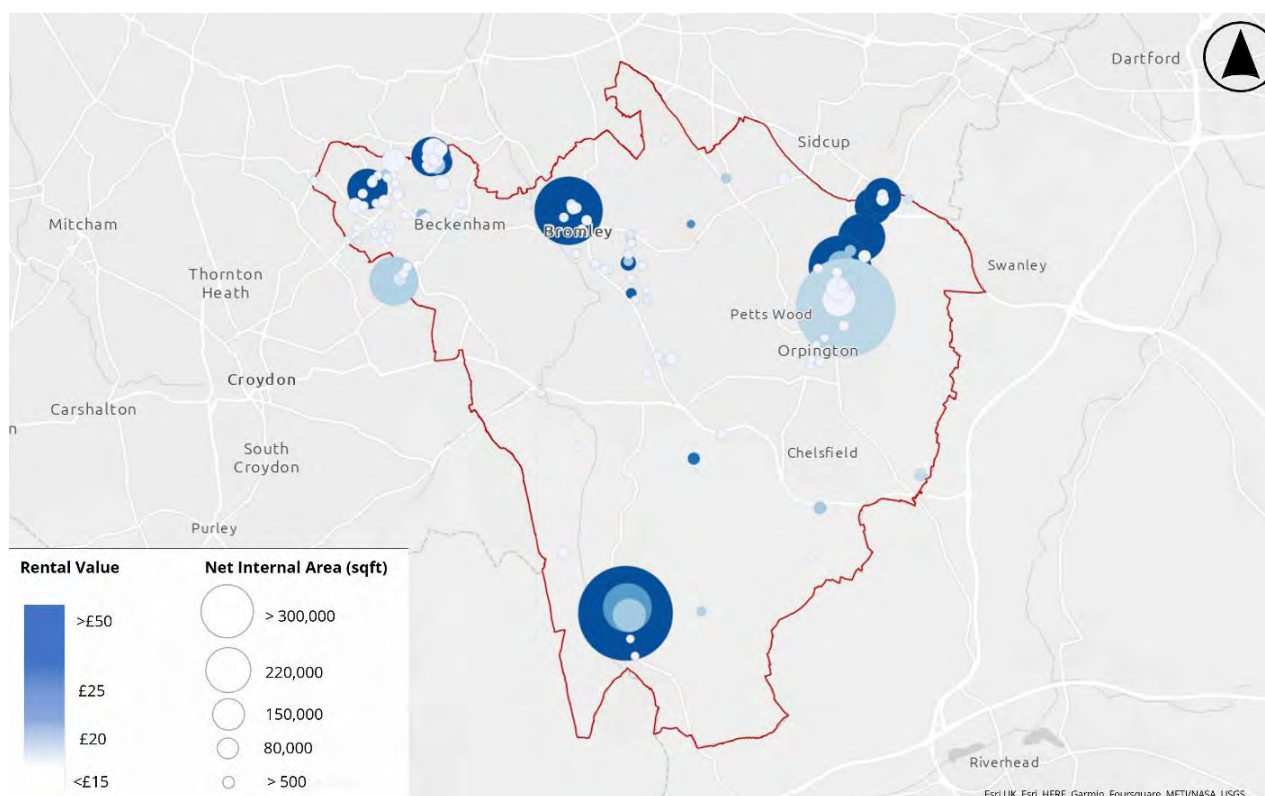 Dartford
Sidcup
Mitcham
Beckenham
Bromley
Thornton
Heath
Swanley
Petts Wood
Orpington
Croydon
Carshalton
n
South
Croydon
Chelsfield
Purley
Rental Value
>£50
£25
£20
<£15
Net Internal Area (sqft)
> 300,000
220,000
150,000
80,000
> 500
Riverhead
Esri UK, Esri, HERE, Garmin, Foursquare, METI/NASA, USGS